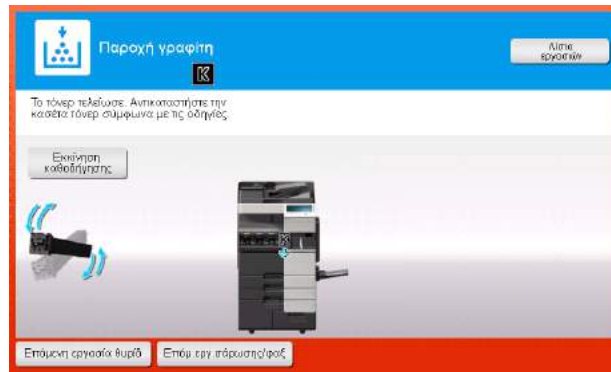 Παροχή γραφίτη
K
Λίστα
εργασιών
Το τόνερ τελείωσε. Αντικαταστήστε την
κασέτα τόνερ σύμφωνα με τις οδηγίες
Εκκίνηση
καθοδήγησης
K
Επόμενη εργασία θυρίδ
Επόμ εργ σάρωσης/φαξ